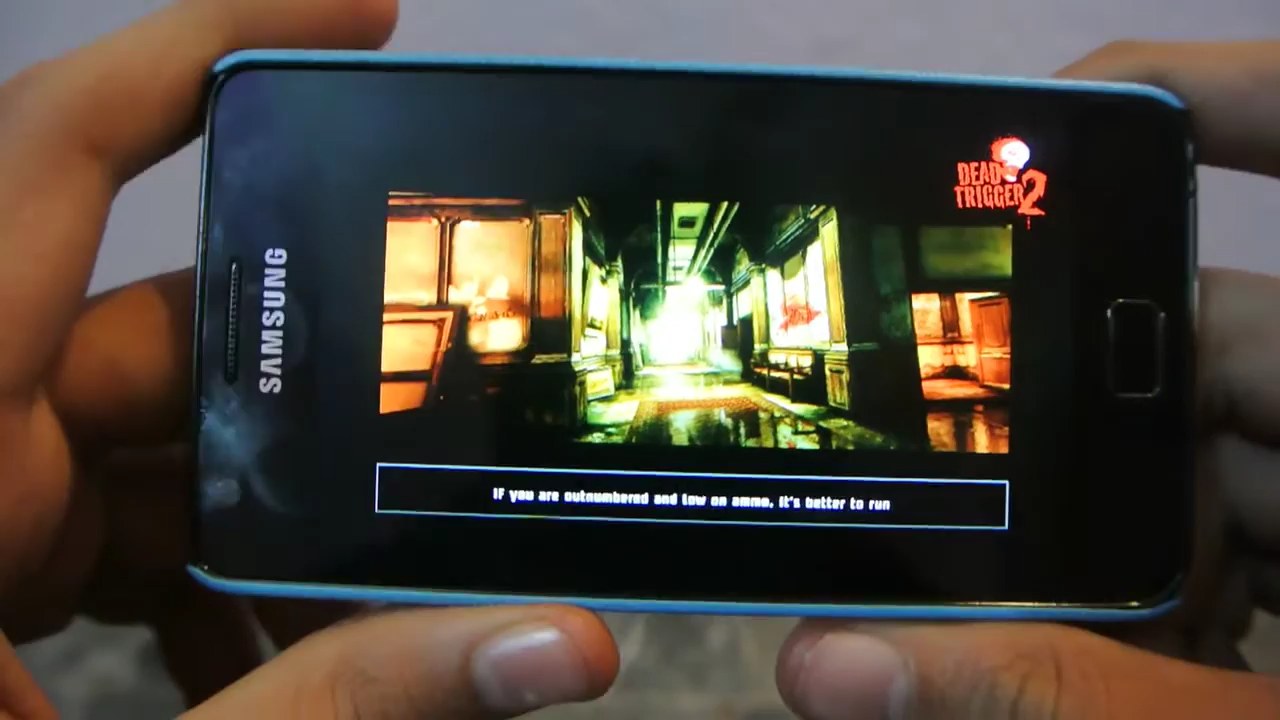 SAMSUNG
DEAD
TRIGGER 2
If you are outnumbered and low on ammo, it's better to run